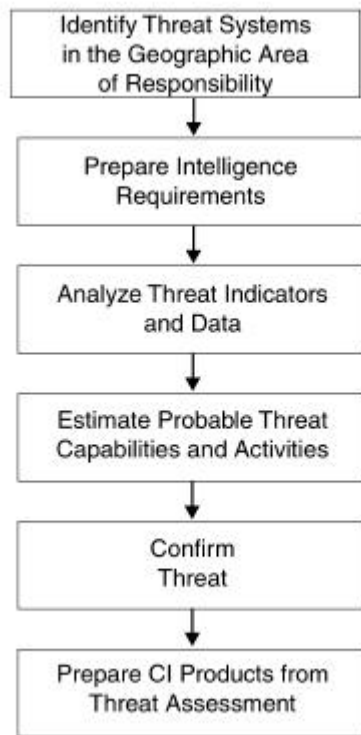 Identify Threat Systems
in the Geographic Area
of Responsibility
Prepare Intelligence
Requirements
Analyze Threat Indicators
and Data
Estimate Probable Threat
Capabilities and Activities
Confirm
Threat
Prepare CI Products from
Threat Assessment